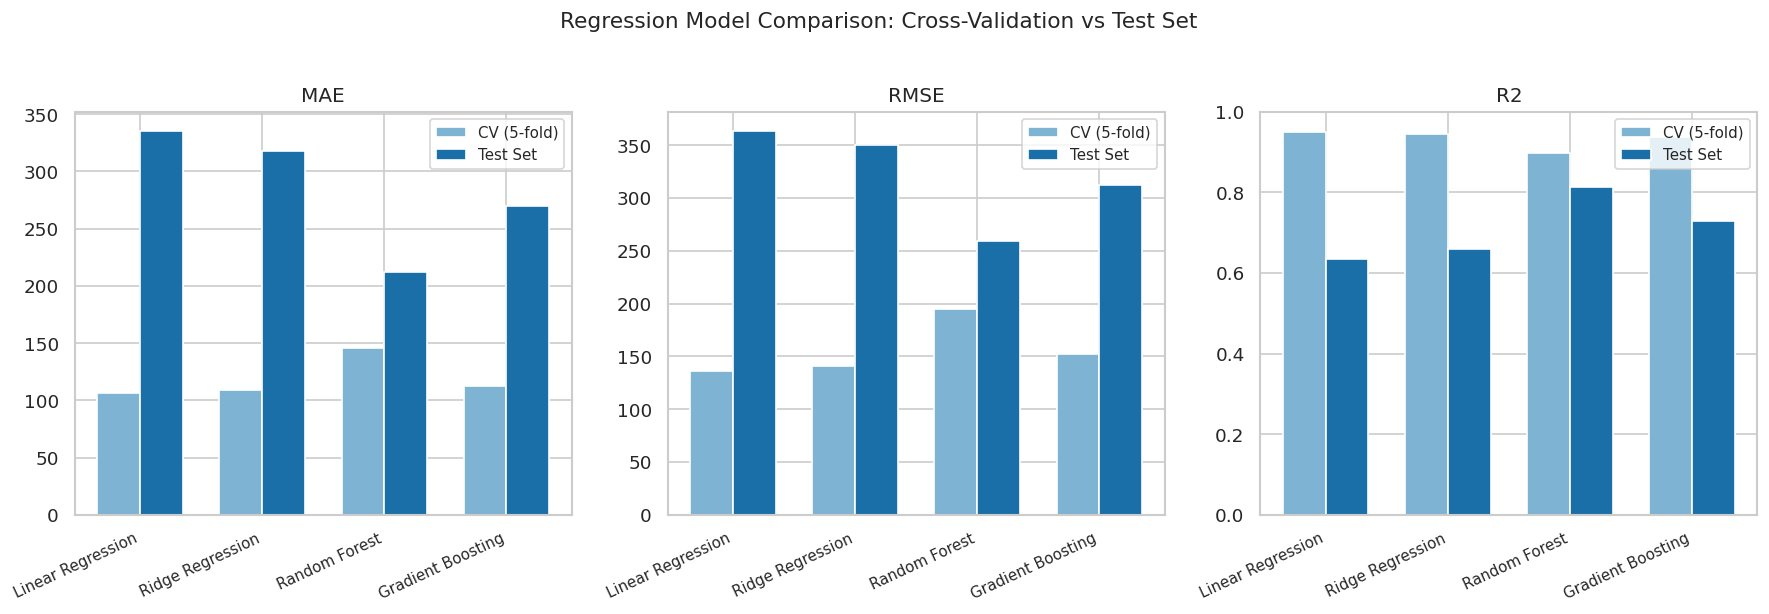 Regression Model Comparison: Cross-Validation vs Test Set
MAE
CV (5-fold)
Test Set
350
300
250
200
150
100
50
0
Linear Regression
Ridge Regression
Random Forest
Gradient Boosting
RMSE
CV (5-fold)
Test Set
350
300
250
200
150
100
50
0
Linear Regression
Ridge Regression
Random Forest
Gradient Boosting
R2
CV (5-fold)
Test Set
1.0
0.8
0.6
0.4
0.2
0.0
Linear Regression
Ridge Regression
Random Forest
Gradient Boosting